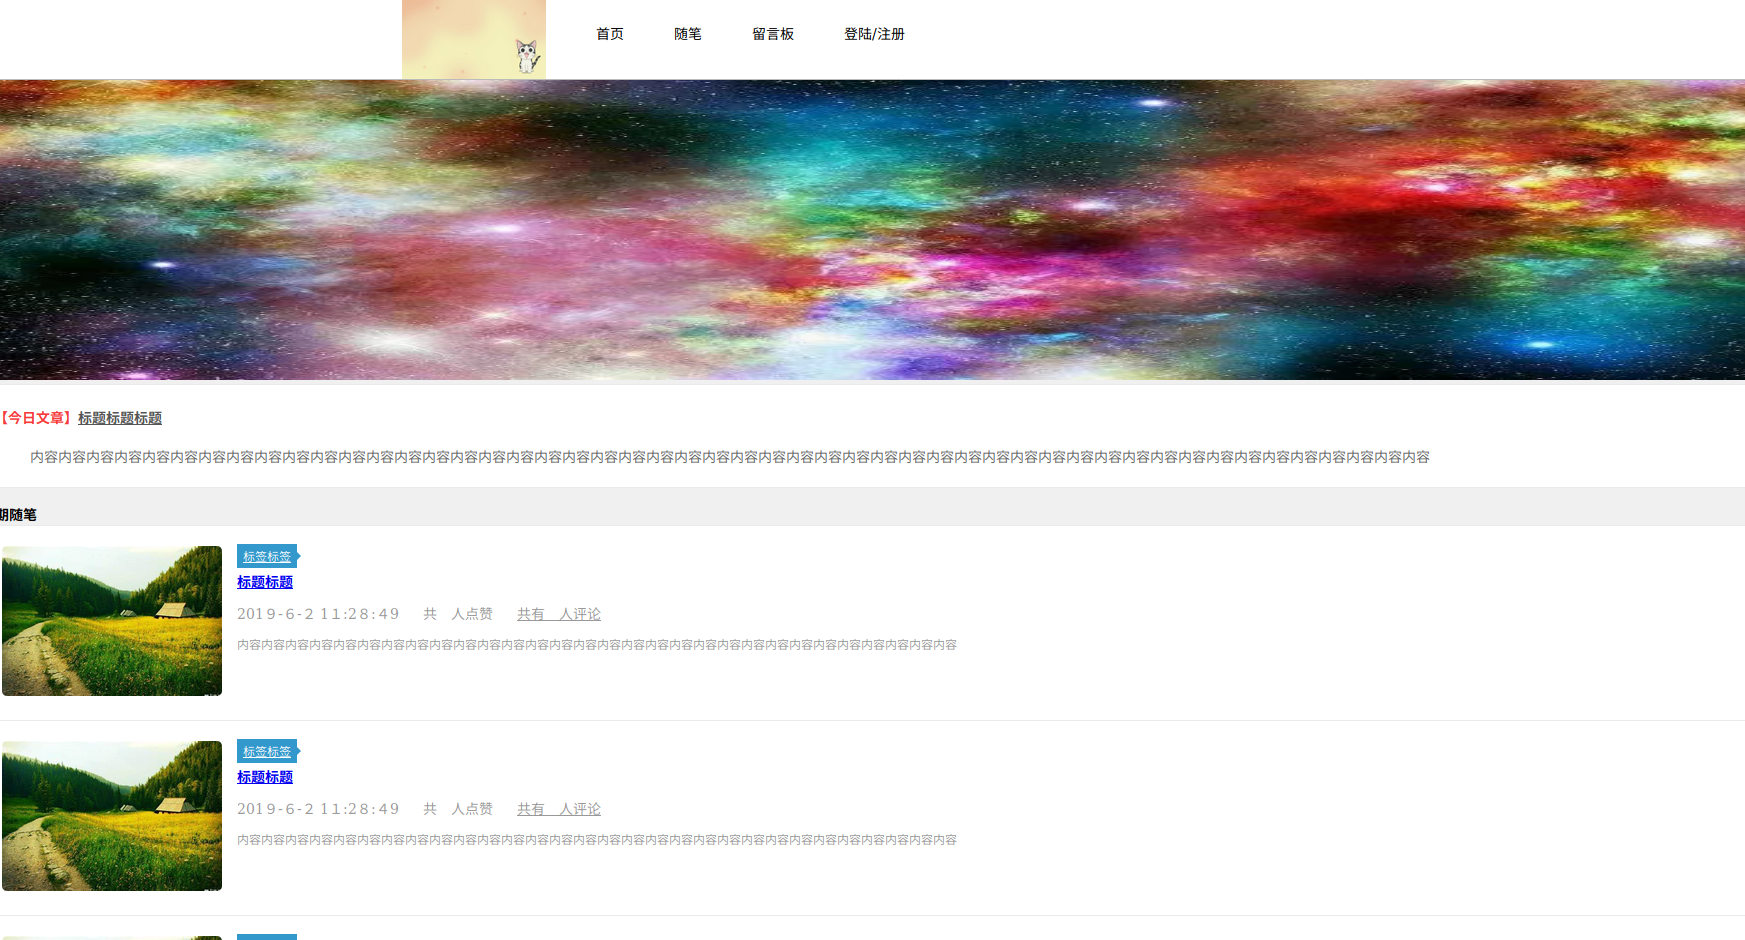 首页 随笔 留言板 登陆/注册
【今日文章】标题标题标题
内容内容内容内容内容内容内容内容内容内容内容内容内容内容内容内容内容内容内容内容内容内容内容内容内容内容内容内容内容内容内容内容内容内容内容内容内容内容内容内容内容内容内容内容内容内容内容内容内容内容
期随笔
标签标签
标题标题
2019-6-2 11:28:49 共 人点赞 共有 人评论
内容内容内容内容内容内容内容内容内容内容内容内容内容内容内容内容内容内容内容内容内容内容内容内容内容内容内容内容内容内容
标签标签
标题标题
2019-6-2 11:28:49 共 人点赞 共有 人评论
内容内容内容内容内容内容内容内容内容内容内容内容内容内容内容内容内容内容内容内容内容内容内容内容内容内容内容内容内容内容